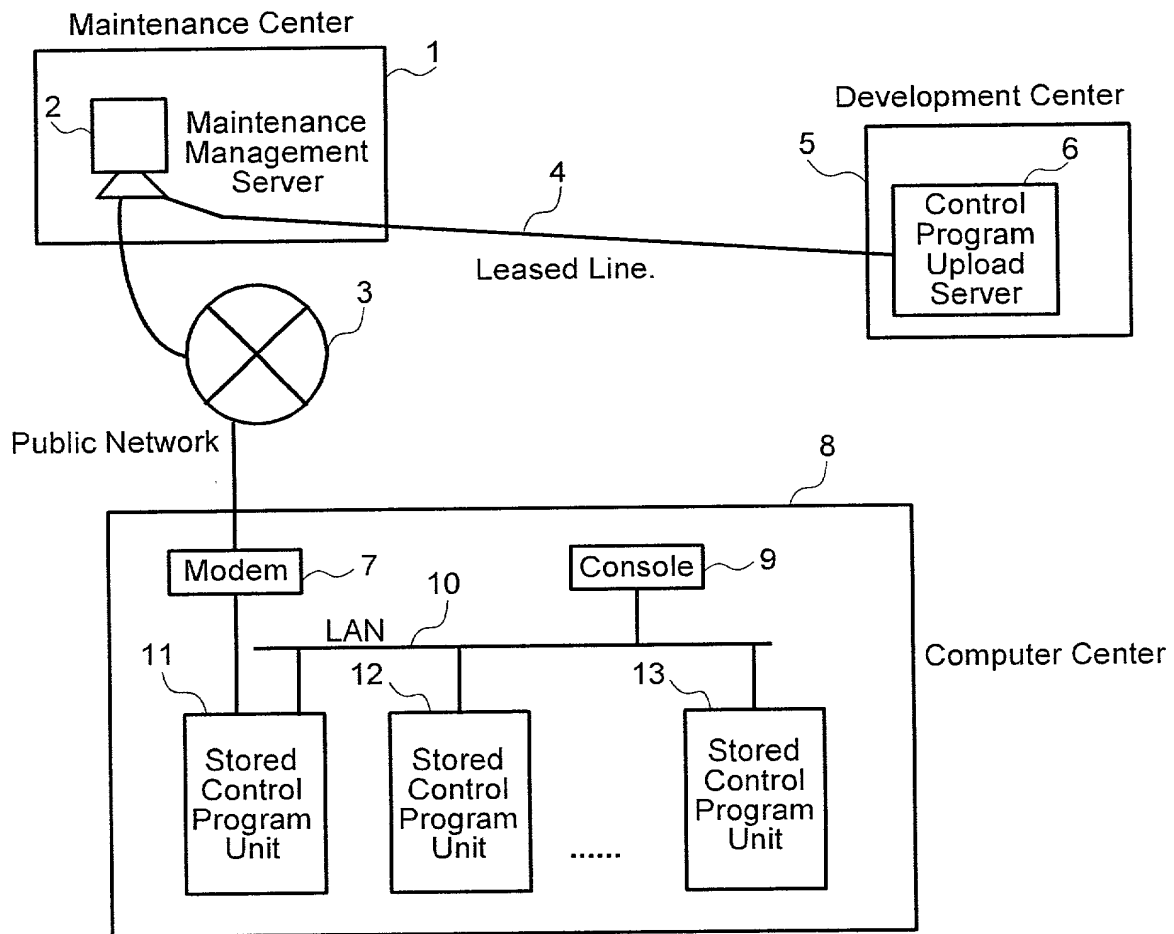 Maintenance Center
1
2
Maintenance
Management
Server
Development Center
5
6
Control
Program
Upload
Server
4
Leased Line.
3
Public Network
8
Modem
7
Console
9
10
LAN
Computer Center
11
12
13
Stored
Control
Program
Unit
Stored
Control
Program
Unit
......
Stored
Control
Program
Unit